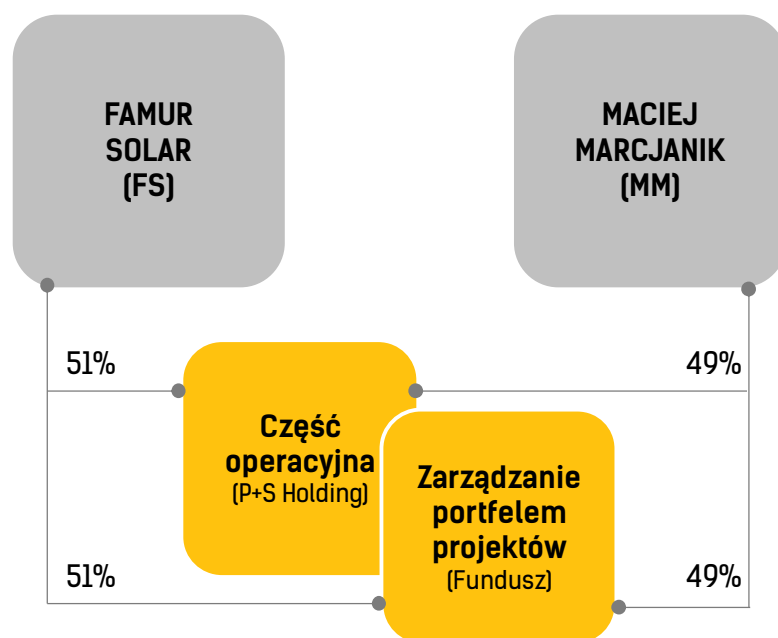 FAMUR
SOLAR
(FS)
MACIEJ
MARCJANIK
(MM)
51%
49%
Część
operacyjna
(P+S Holding)
Zarządzanie
portfelem
projektów
(Fundusz)
51%
49%